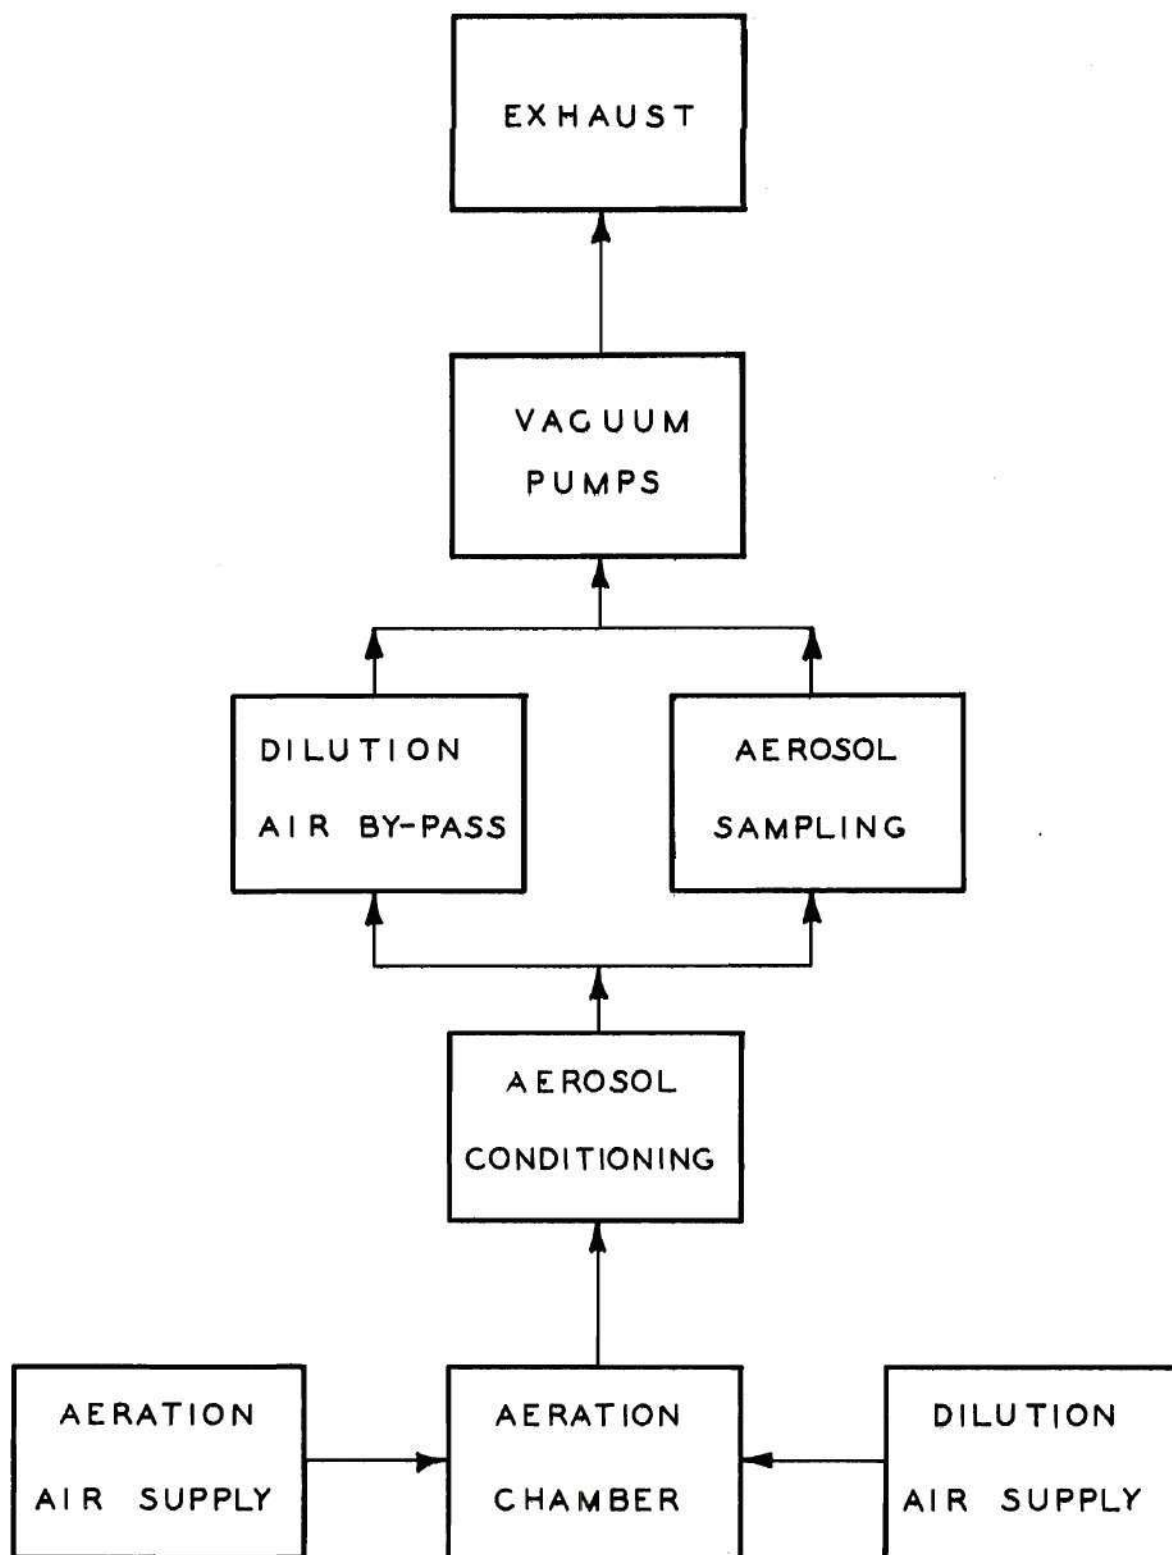 EXHAUST
VACUUM
PUMPS
DILUTION
AIR BY-PASS
AEROSOL
SAMPLING
AEROSOL
CONDITIONING
AERATION
AIR SUPPLY
AERATION
CHAMBER
DILUTION
AIR SUPPLY